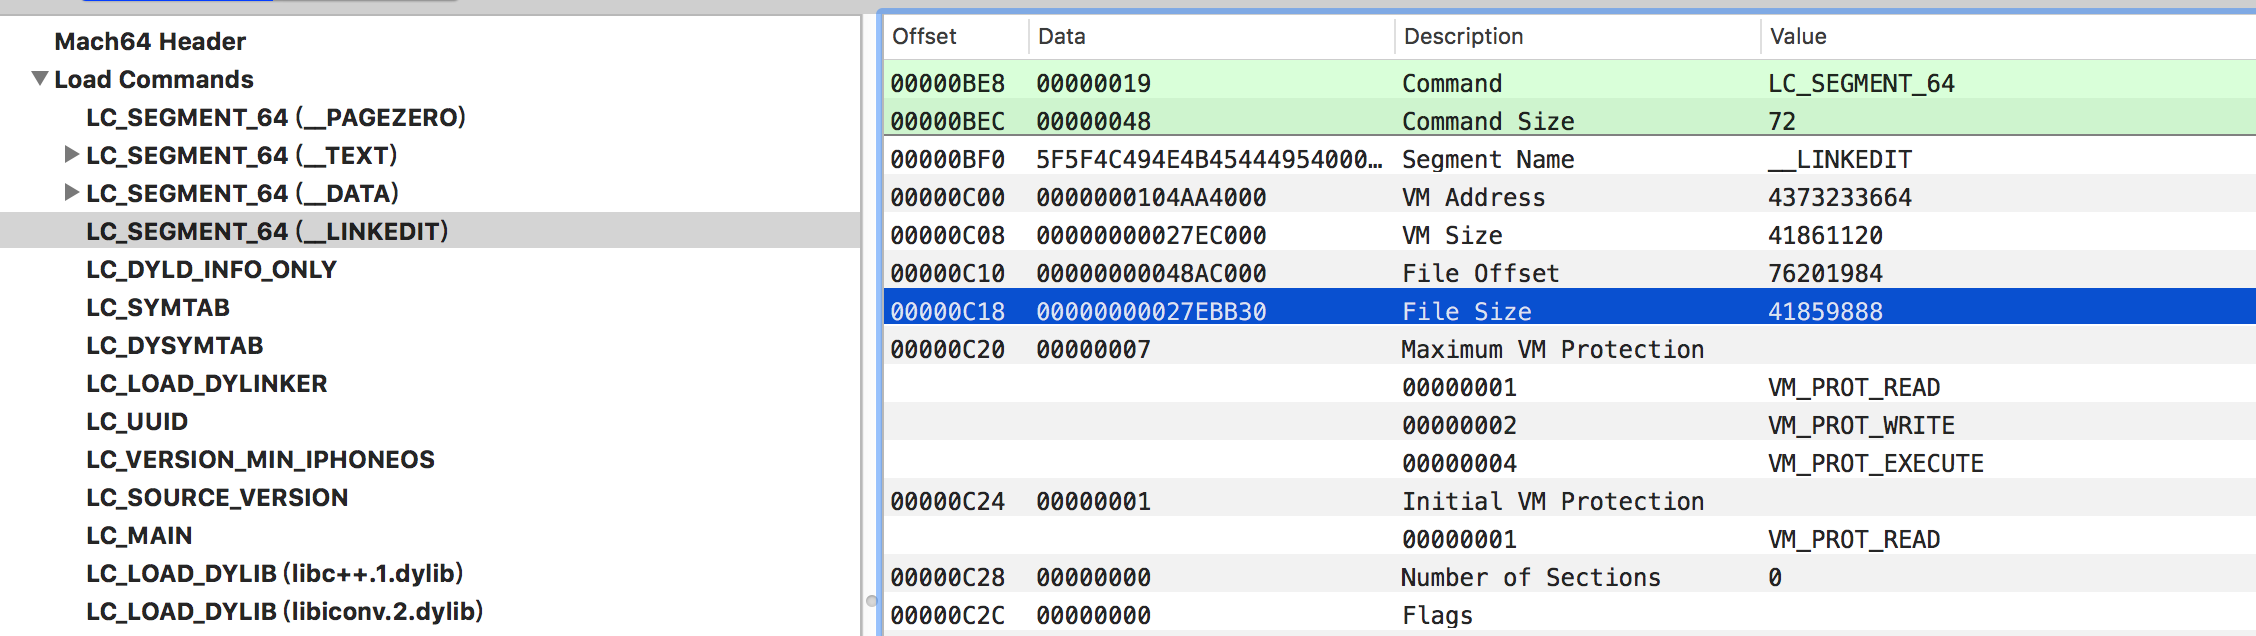 Mach64 Header
Load Commands
LC_SEGMENT_64 (__PAGEZERO)
LC_SEGMENT_64 (__TEXT)
LC_SEGMENT_64 (__DATA)
LC_SEGMENT_64 (__LINKEDIT)
LC_DYLD_INFO_ONLY
LC_SYMTAB
LC_DYSYMTAB
LC_LOAD_DYLINKER
LC_UUID
LC_VERSION_MIN_IPHONEOS
LC_SOURCE_VERSION
LC_MAIN
LC_LOAD_DYLIB (libc++.1.dylib)
LC_LOAD_DYLIB (libiconv.2.dylib)
Offset Data Description Value
00000BE8 00000019 Command LC_SEGMENT_64
00000BEC 00000048 Command Size 72
00000BF0 5F5F4C494E4B45444954000… Segment Name __LINKEDIT
00000C00 0000000104AA4000 VM Address 4373233664
00000C08 00000000027EC000 VM Size 41861120
00000C10 00000000048AC000 File Offset 76201984
00000C18 00000000027EBB30 File Size 41859888
00000C20 00000007 Maximum VM Protection
00000001 VM_PROT_READ
00000002 VM_PROT_WRITE
00000004 VM_PROT_EXECUTE
00000C24 00000001 Initial VM Protection
00000001 VM_PROT_READ
00000C28 00000000 Number of Sections 0
00000C2C 00000000 Flags